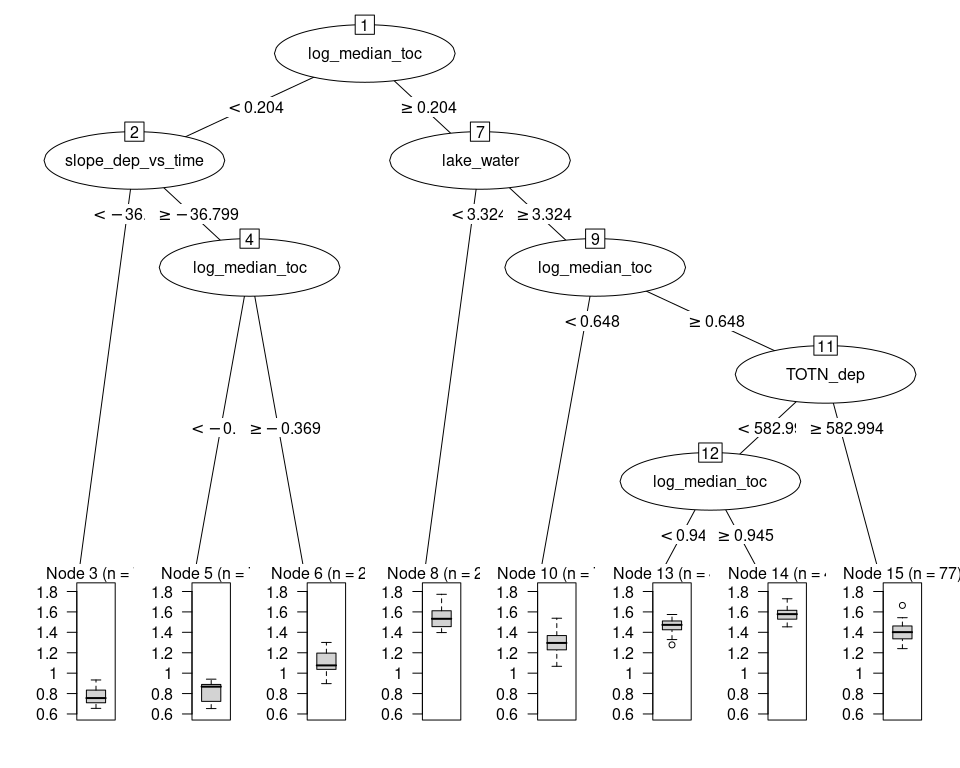 1
log_median_toc
< 0.204
≥ 0.204
2
slope_dep_vs_time
7
lake_water
< −36.
≥ −36.799
< 3.324
≥ 3.324
4
log_median_toc
9
log_median_toc
< 0.648
≥ 0.648
11
TOTN_dep
< −0.
≥ −0.369
< 582.9
≥ 582.994
12
log_median_toc
< 0.94
≥ 0.945
Node 3 (n =
Node 5 (n =
Node 6 (n = 2
Node 8 (n = 2
Node 10 (n =
Node 13 (n =
Node 14 (n =
Node 15 (n = 77)
1.8 1.8 1.8 1.8 1.8 1.8 1.8 1.8
1.6 1.6 1.6 1.6 1.6 1.6 1.6 1.6
1.4 1.4 1.4 1.4 1.4 1.4 1.4 1.4
1.2 1.2 1.2 1.2 1.2 1.2 1.2 1.2
1 1 1 1 1 1 1 1
0.8 0.8 0.8 0.8 0.8 0.8 0.8 0.8
0.6 0.6 0.6 0.6 0.6 0.6 0.6 0.6